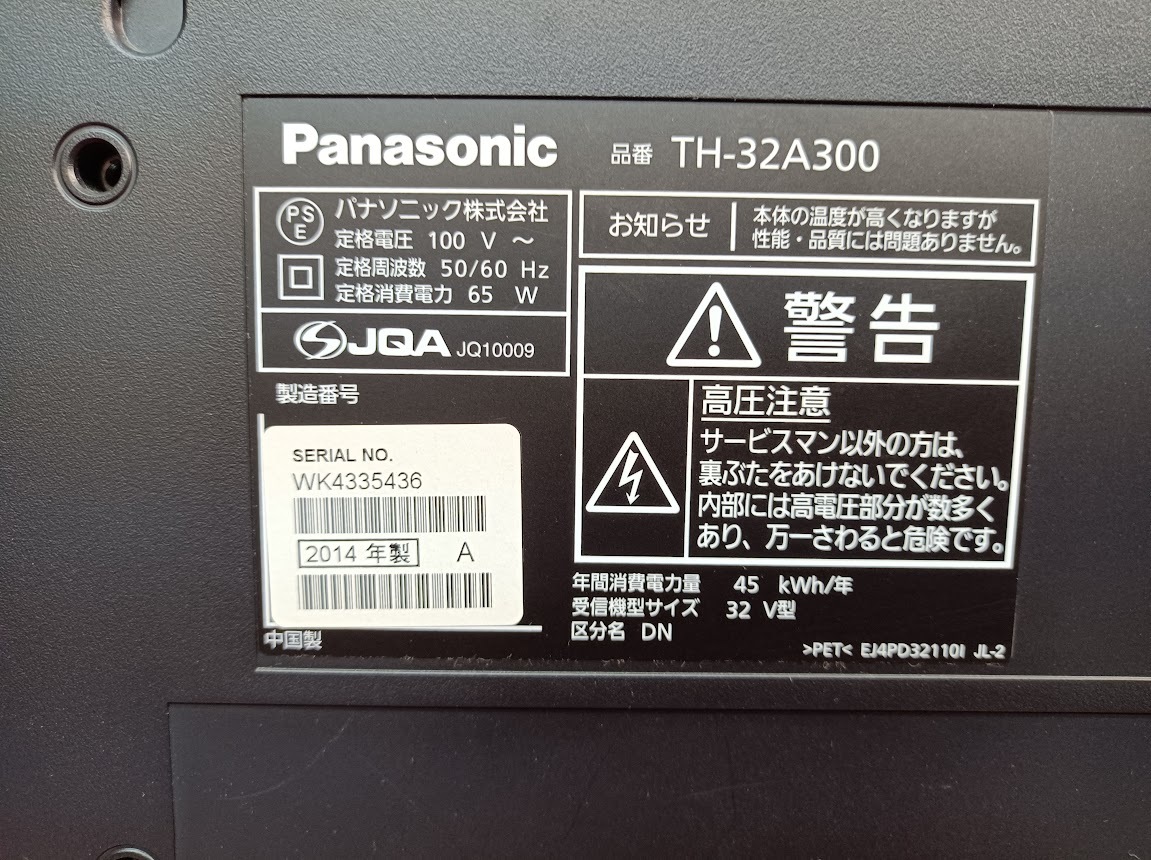 Panasonic 品番 TH-32A300
PS
E
パナソニック株式会社
定格電圧 100 V ～
定格周波数 50/60 Hz
定格消費電力 65 W
JQA JQ10009
製造番号
SERIAL NO.
WK4335436
2014 年製 A
中国製
お知らせ
本体の温度が高くなりますが
性能・品質には問題ありません。
警告
高圧注意
サービスマン以外の方は、
裏ぶたをあけないでください。
内部には高電圧部分が数多く
あり、万一さわると危険です。
年間消費電力量 45 kWh/年
受信機型サイズ 32 V型
区分名 DN
>PET< EJ4PD32110I JL-2